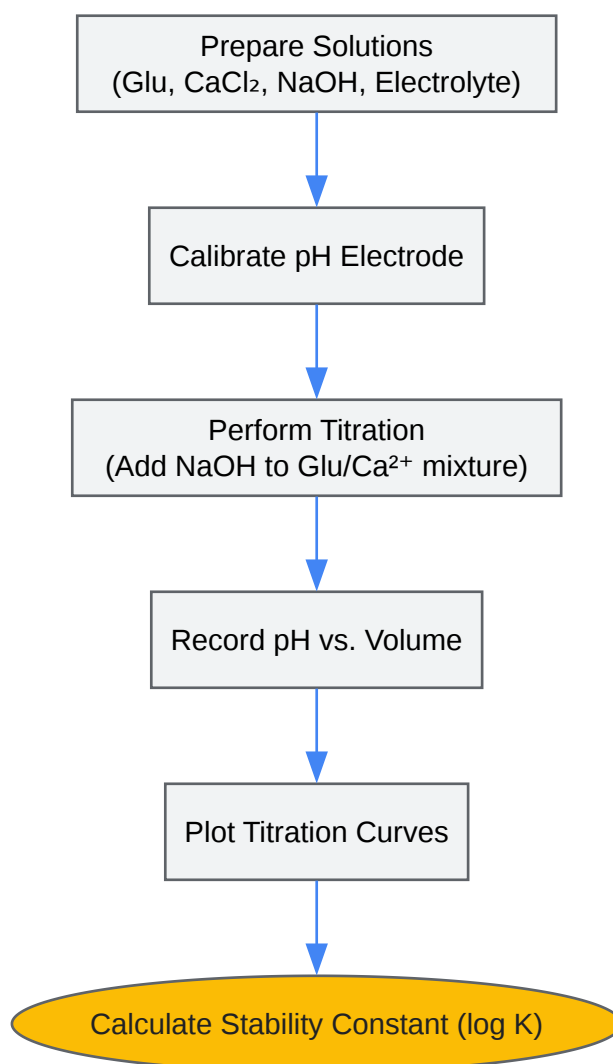 Prepare Solutions
(Glu, CaCl₂, NaOH, Electrolyte)
Calibrate pH Electrode
Perform Titration
(Add NaOH to Glu/Ca²⁺ mixture)
Record pH vs. Volume
Plot Titration Curves
Calculate Stability Constant (log K)